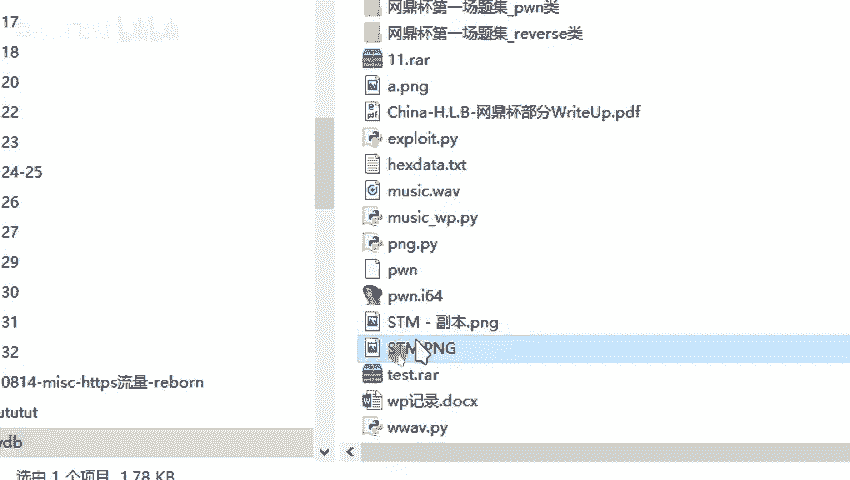 17
18
20
22
23
24-25
26
27
29
30
31
32
0814-misc-https流量-reborn
ututut
db
选中 1 个项目 1.78 KB
网鼎杯第一场题集_pwn类
网鼎杯第一场题集_reverse类
11.rar
a.png
China-H.L.B-网鼎杯部分WriteUp.pdf
exploit.py
hexdata.txt
music.wav
music_wp.py
png.py
pwn
pwn.i64
STM - 副本.png
STM.PNG
test.rar
wp记录.docx
wwav.py